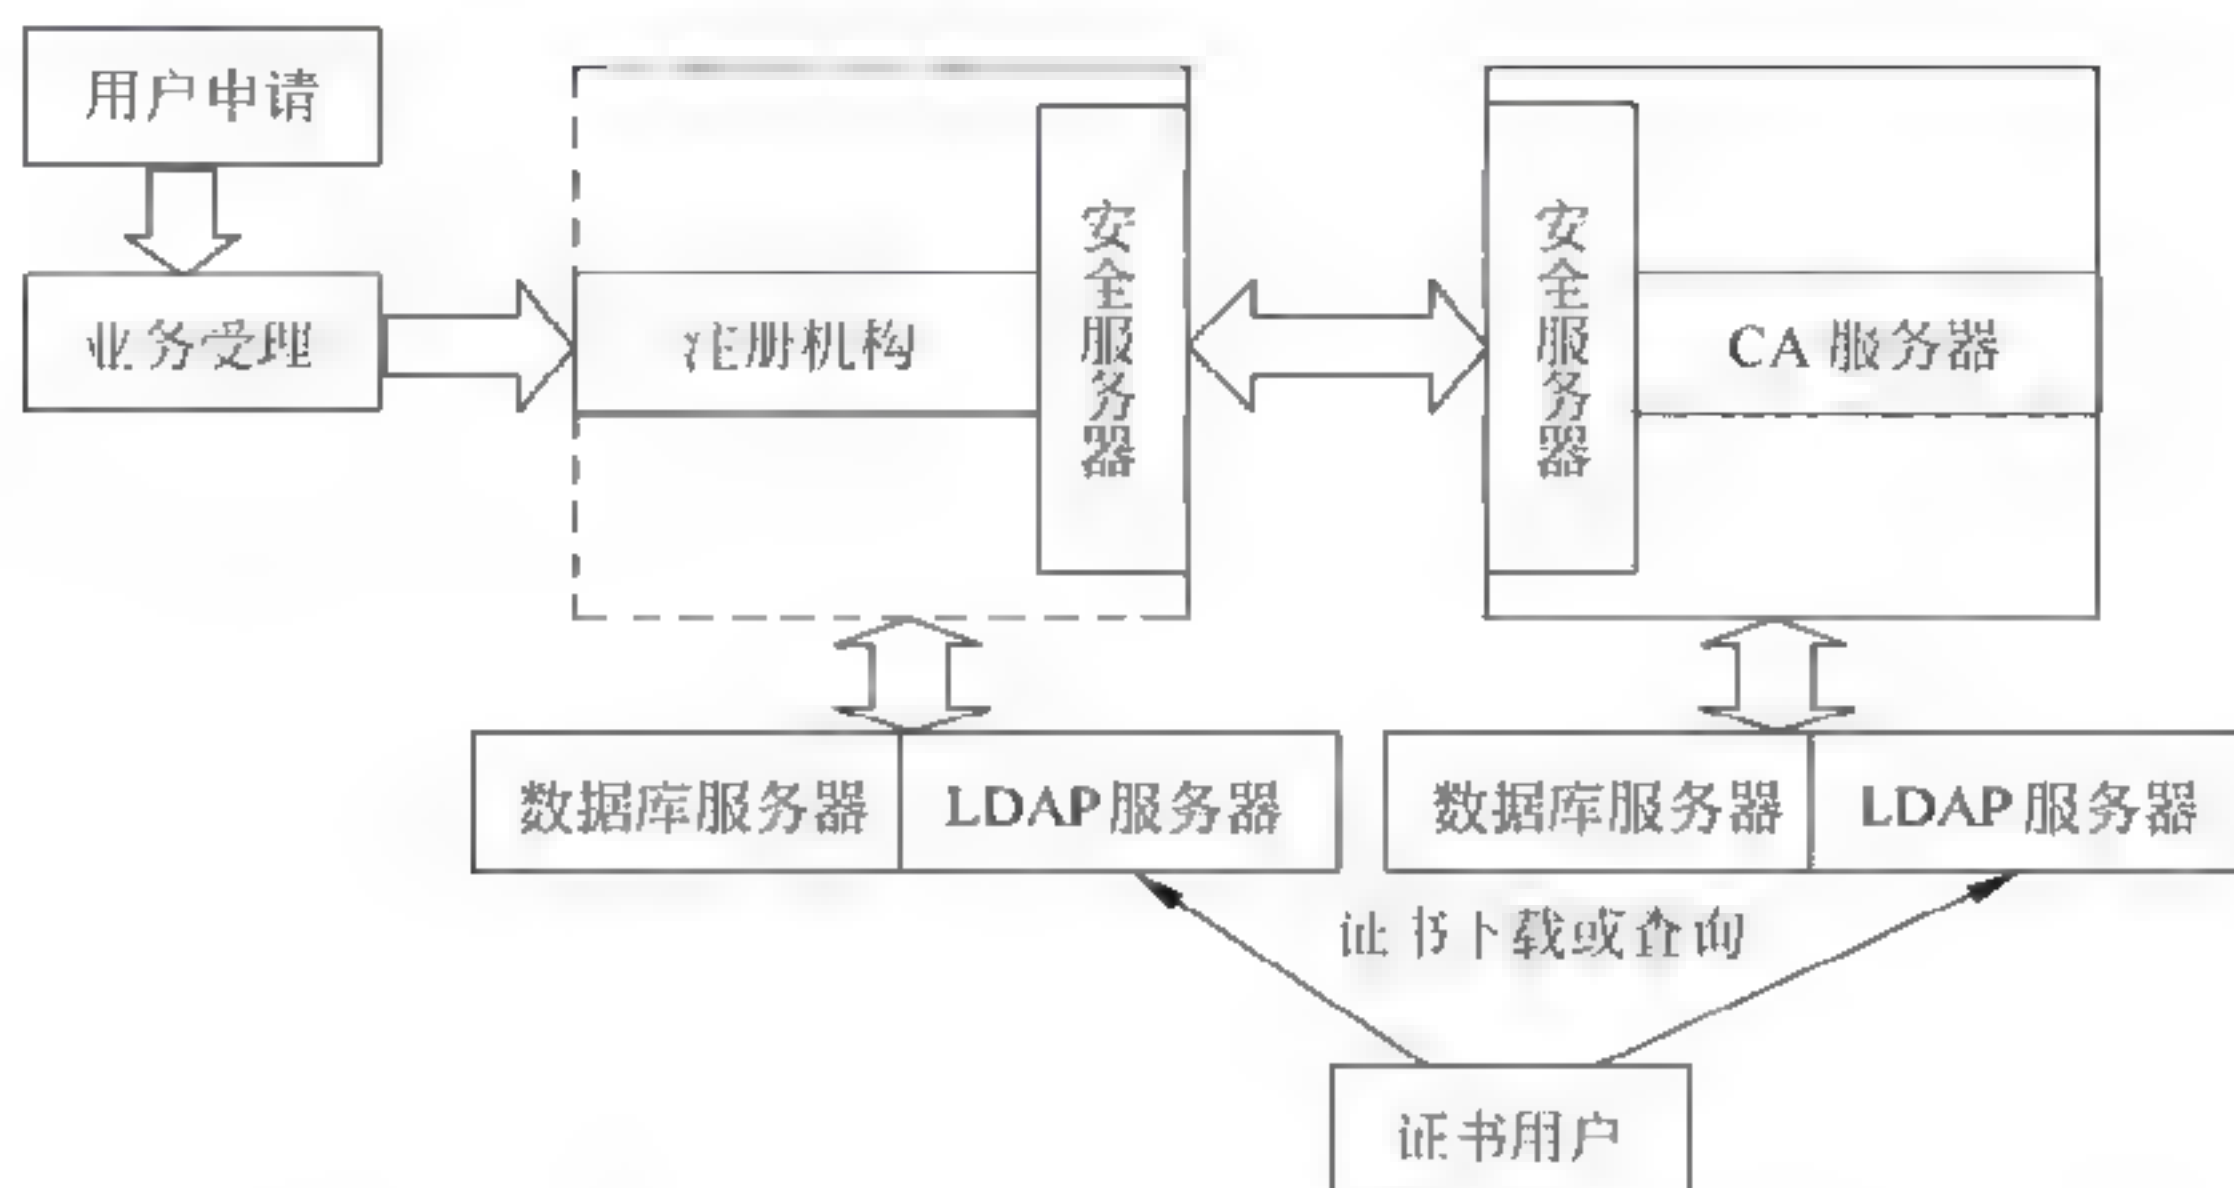 用户申请
业务受理
注册机构
安全服务器
安全服务器
CA 服务器
数据库服务器
LDAP服务器
数据库服务器
LDAP服务器
证书下载或查询
证书用户